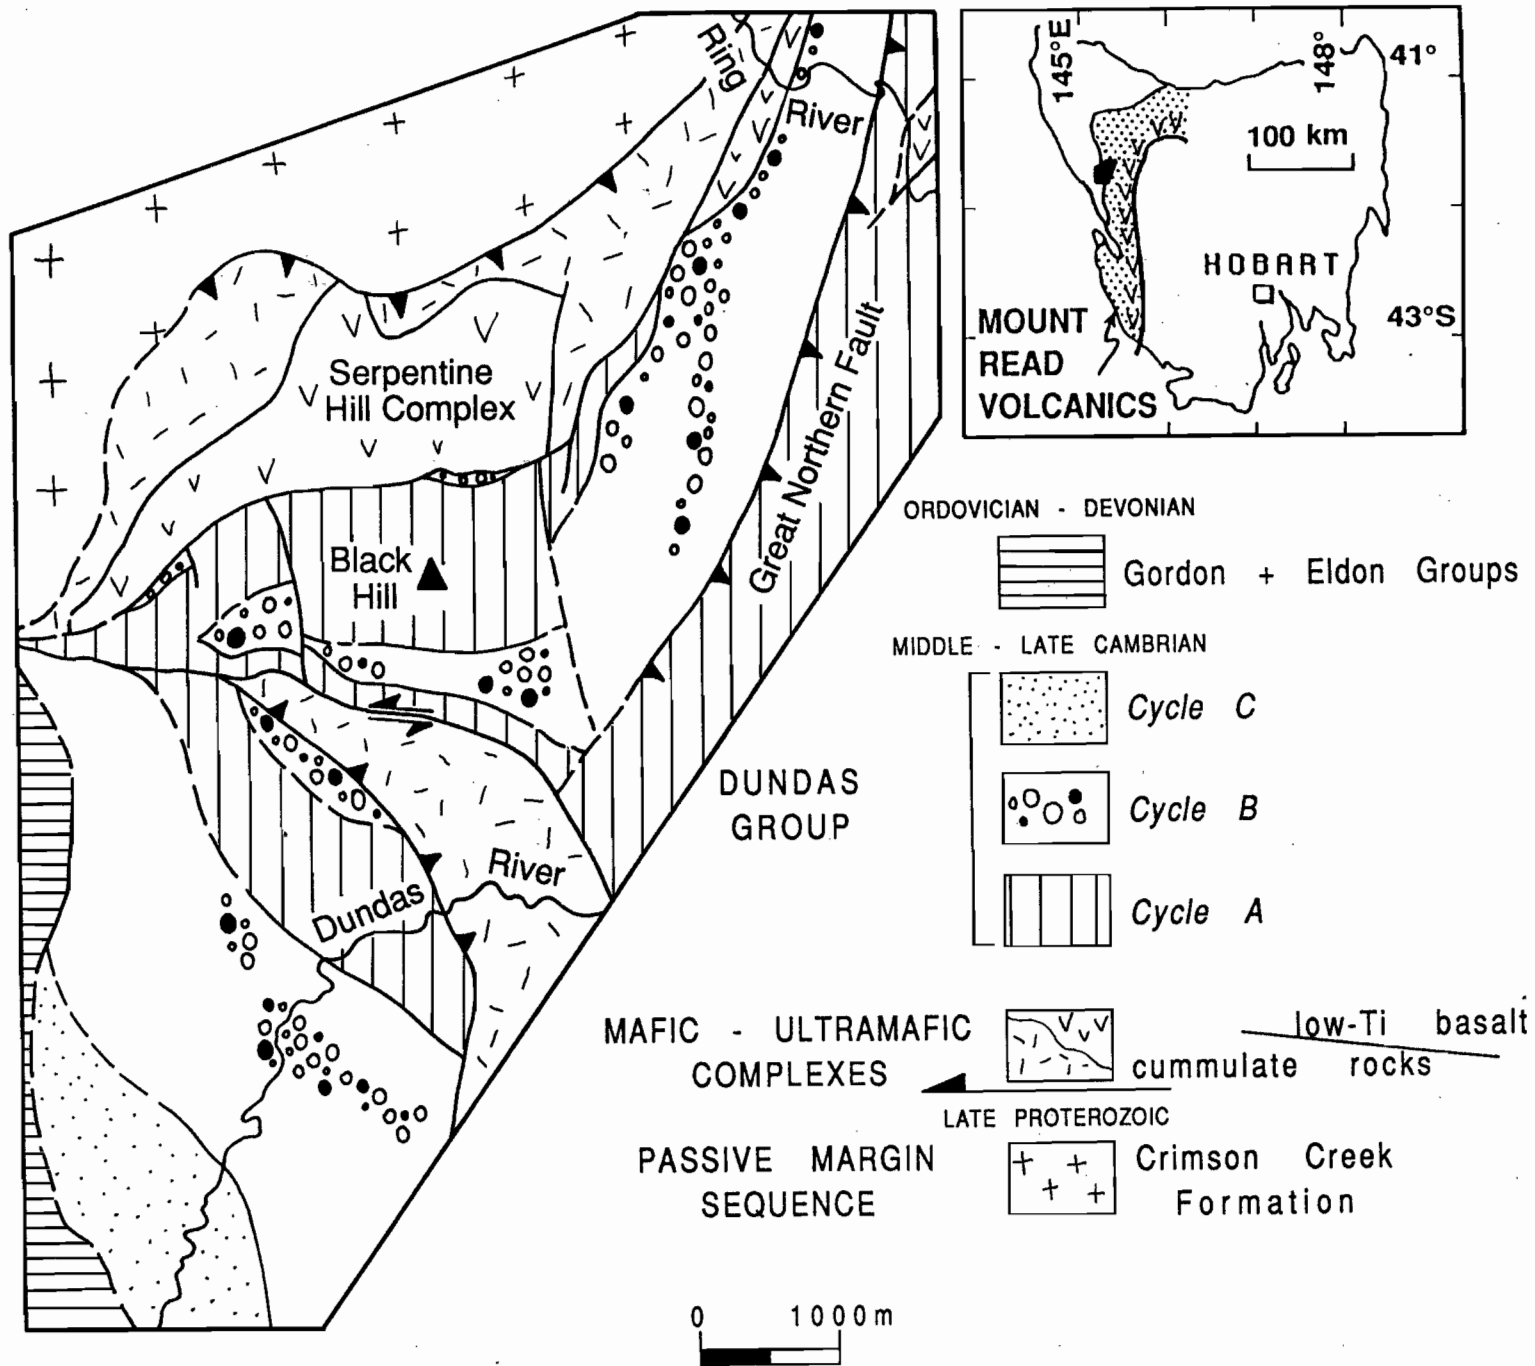 Ring
River
Serpentine
Hill Complex
Black
Hill
Great Northern Fault
River
Dundas
145°E
148°
41°
100 km
HOBART
43°S
MOUNT
READ
VOLCANICS
ORDOVICIAN - DEVONIAN
Gordon + Eldon Groups
MIDDLE - LATE CAMBRIAN
Cycle C
DUNDAS
GROUP
Cycle B
Cycle A
MAFIC - ULTRAMAFIC
COMPLEXES
low-Ti basalt
cummulate rocks
LATE PROTEROZOIC
PASSIVE MARGIN
SEQUENCE
Crimson Creek
Formation
0 1000m